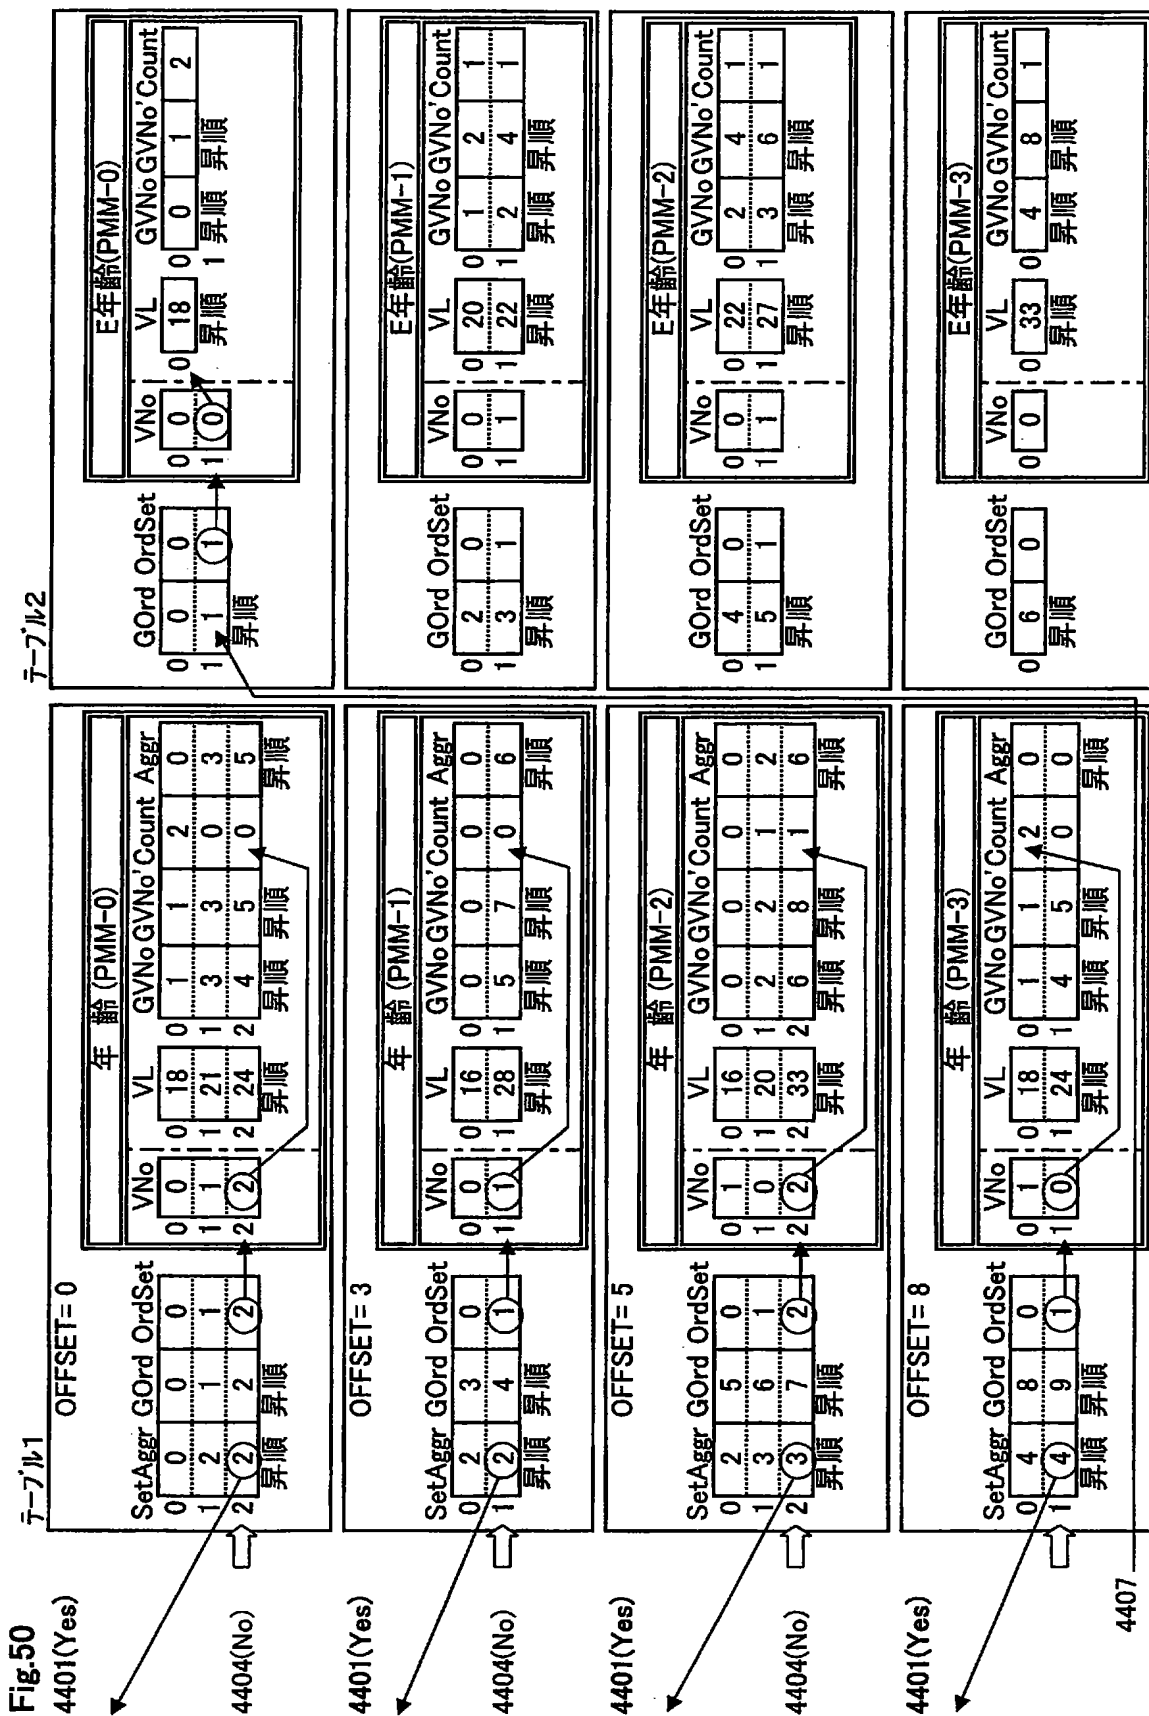 Fig.50
テーブル1
テーブル2
4401(Yes)
4404(No)
OFFSET= 0
SetAggr GOrd OrdSet
0 0 0 0
1 2 1 1
2 2 2 2
昇順 昇順
年 齢 (PMM-0)
VNo VL GVNo GVNo' Count Aggr
0 0 0 18 0 1 1 2 0
1 1 1 21 1 3 3 0 3
2 2 2 24 2 4 5 0 5
昇順 昇順 昇順 昇順
GOrd OrdSet
0 0 0
1 1 1
昇順
E年齢(PMM-0)
VNo VL GVNo GVNo' Count
0 0 0 18 0 0 1 2
1 0 1
昇順 昇順 昇順
4401(Yes)
4404(No)
OFFSET= 3
SetAggr GOrd OrdSet
0 2 3 0
1 2 4 1
昇順 昇順
年 齢 (PMM-1)
VNo VL GVNo GVNo' Count Aggr
0 0 0 16 0 0 0 0 0
1 1 1 28 1 5 7 0 6
昇順 昇順 昇順 昇順
GOrd OrdSet
0 2 0
1 3 1
昇順
E年齢(PMM-1)
VNo VL GVNo GVNo' Count
0 0 0 20 0 1 2 1
1 1 1 22 1 2 4 1
昇順 昇順 昇順
4401(Yes)
4404(No)
OFFSET= 5
SetAggr GOrd OrdSet
0 2 5 0
1 3 6 1
2 3 7 2
昇順 昇順
年 齢 (PMM-2)
VNo VL GVNo GVNo' Count Aggr
0 1 0 16 0 0 0 0 0
1 0 1 20 1 2 2 1 2
2 2 2 33 2 6 8 1 6
昇順 昇順 昇順 昇順
GOrd OrdSet
0 4 0
1 5 1
昇順
E年齢(PMM-2)
VNo VL GVNo GVNo' Count
0 0 0 22 0 2 4 1
1 1 1 27 1 3 6 1
昇順 昇順 昇順
4401(Yes)
OFFSET= 8
SetAggr GOrd OrdSet
0 4 8 0
1 4 9 1
昇順 昇順
年 齢 (PMM-3)
VNo VL GVNo GVNo' Count Aggr
0 1 0 18 0 1 1 2 0
1 0 1 24 1 4 5 0 0
昇順 昇順 昇順 昇順
GOrd OrdSet
0 6 0
昇順
E年齢(PMM-3)
VNo VL GVNo GVNo' Count
0 0 0 33 0 4 8 1
昇順 昇順 昇順
4407